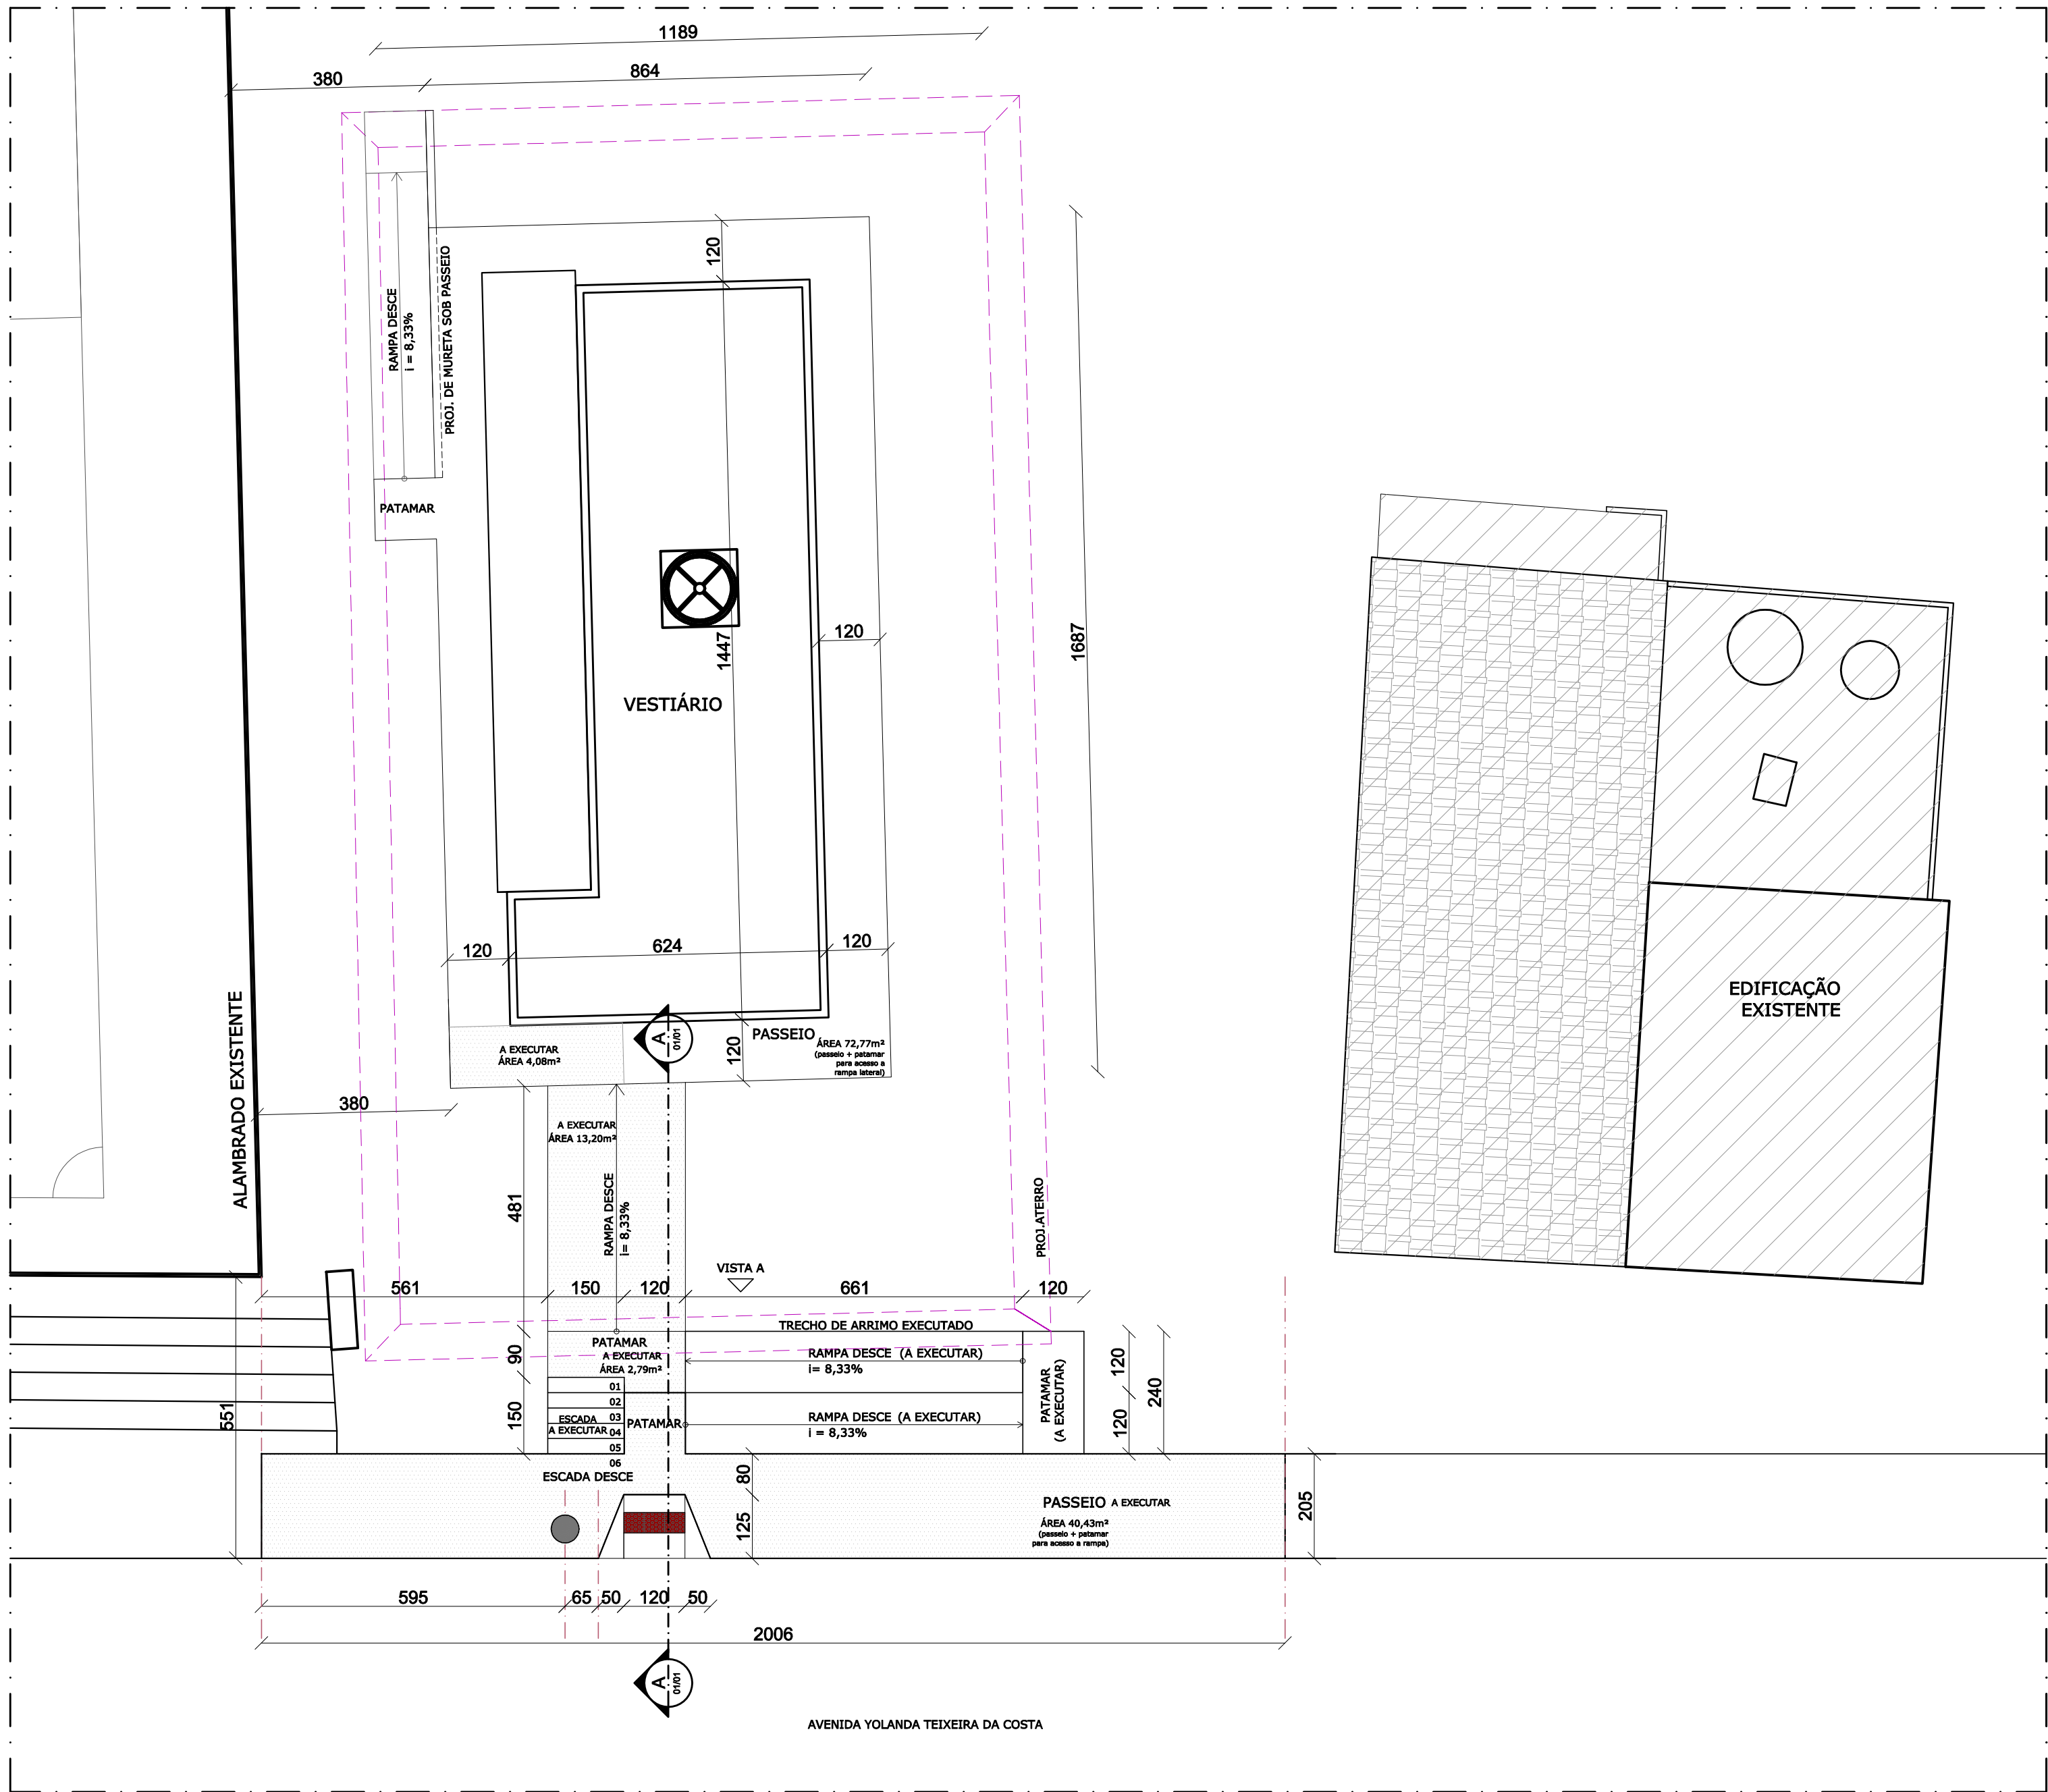 1189
380
864
120
RAMPA DESCE
i = 8,33%
PROJ. DE MURETA SOB PASSEIO
PATAMAR
1447
120
1687
VESTIÁRIO
120
624
120
EDIFICAÇÃO
EXISTENTE
ALAMBRADO EXISTENTE
A EXECUTAR
ÁREA 4,08m²
A
01/01
PASSEIO
120
ÁREA 72,77m²
(passeio + patamar
para acesso a
rampa lateral)
380
A EXECUTAR
ÁREA 13,20m²
481
RAMPA DESCE
i= 8,33%
PROJ.ATERRO
VISTA A
561
150
120
661
120
TRECHO DE ARRIMO EXECUTADO
PATAMAR
A EXECUTAR
ÁREA 2,79m²
90
RAMPA DESCE (A EXECUTAR)
i= 8,33%
PATAMAR
(A EXECUTAR)
120
240
120
150
01
02
03
04
05
06
ESCADA
A EXECUTAR
PATAMAR
RAMPA DESCE (A EXECUTAR)
i = 8,33%
551
ESCADA DESCE
80
125
PASSEIO A EXECUTAR
ÁREA 40,43m²
(passeio + patamar
para acesso a rampa)
205
595
65
50
120
50
2006
A
01/01
AVENIDA YOLANDA TEIXEIRA DA COSTA